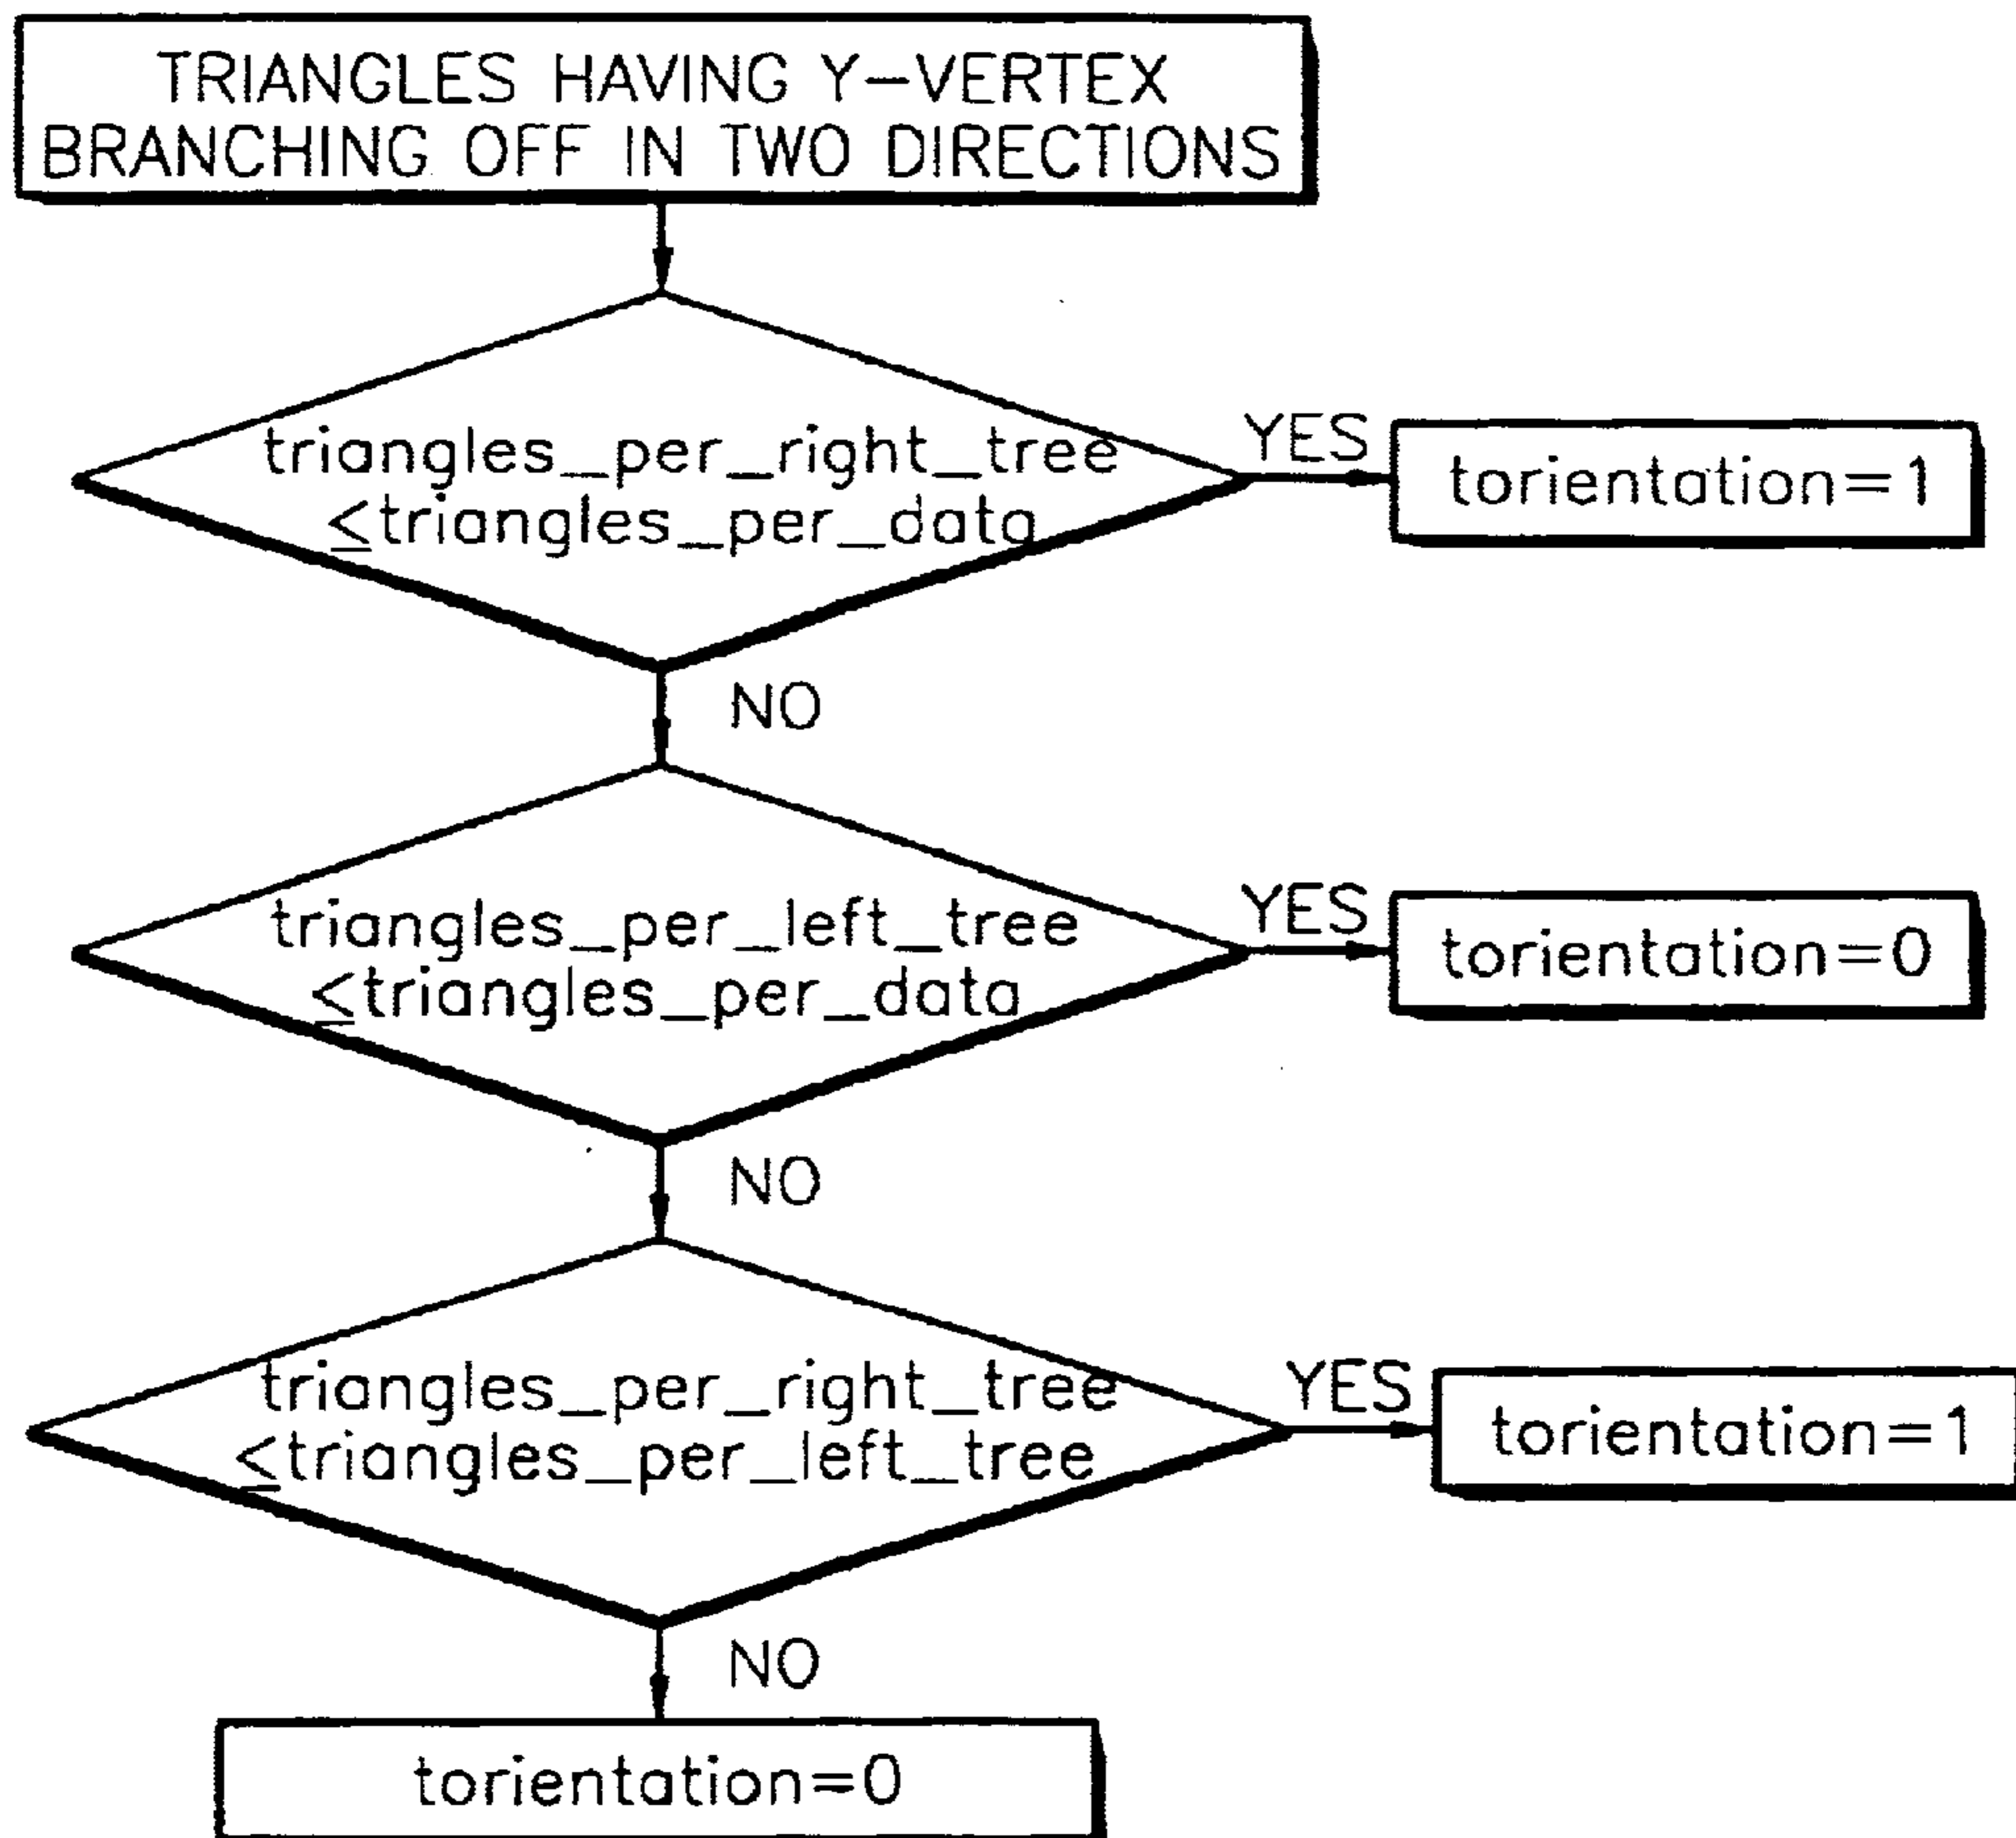 TRIANGLES HAVING Y-VERTEX
BRANCHING OFF IN TWO DIRECTIONS
triangles_per_right_tree
≤triangles_per_data
YES
torientation=1
NO
triangles_per_left_tree
≤triangles_per_data
YES
torientation=0
NO
triangles_per_right_tree
≤triangles_per_left_tree
YES
torientation=1
NO
torientation=0